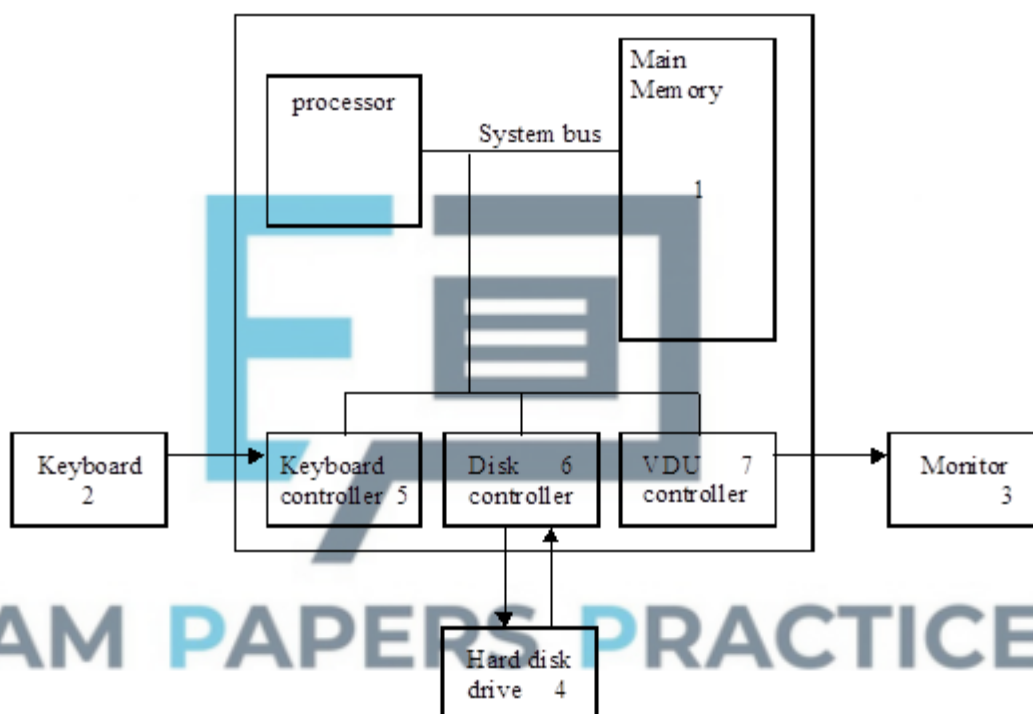 processor
Main
Memory
1
System bus
Keyboard
2
Keyboard
controller 5
Disk 6
controller
VDU 7
controller
Monitor
3
Hard disk
drive 4
AM PAPERS PRACTICE